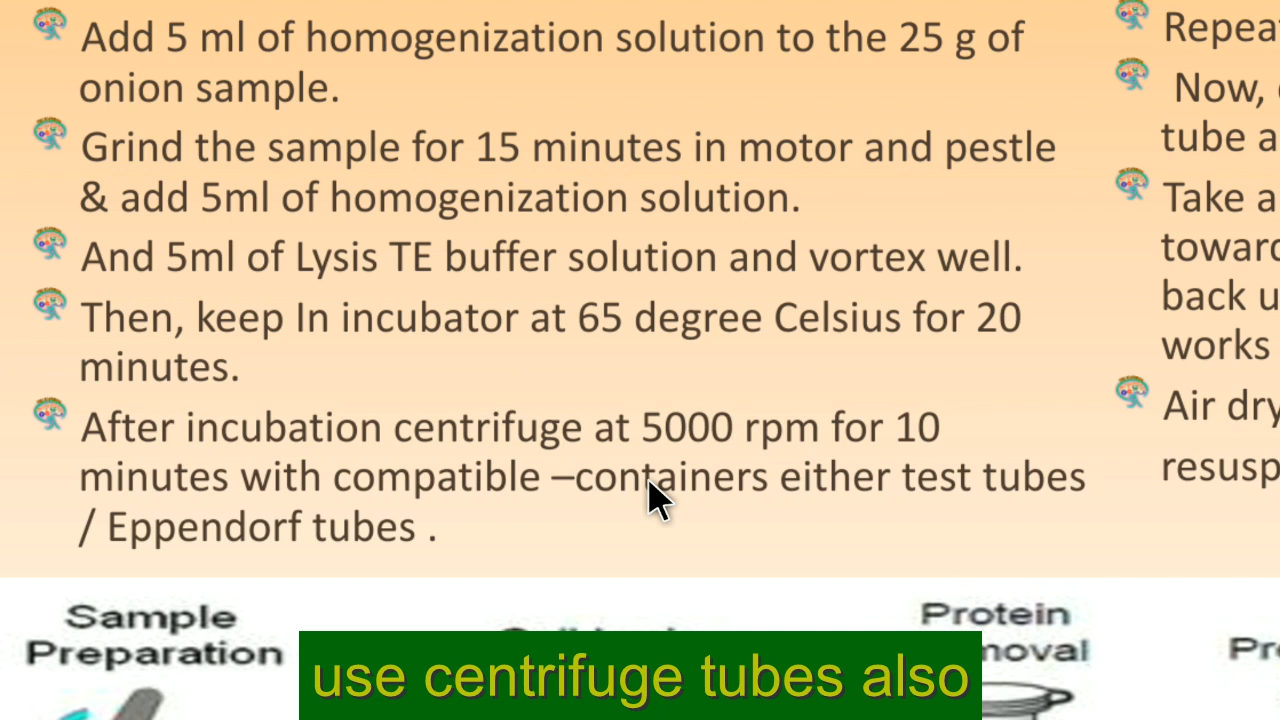 Add 5 ml of homogenization solution to the 25 g of
onion sample.
Grind the sample for 15 minutes in motor and pestle
& add 5ml of homogenization solution.
And 5ml of Lysis TE buffer solution and vortex well.
Then, keep In incubator at 65 degree Celsius for 20
minutes.
After incubation centrifuge at 5000 rpm for 10
minutes with compatible –containers either test tubes
/ Eppendorf tubes .
Now,
tube a
Take a
back u
works
Air dry
Sample
Preparation
Protein
use centrifuge tubes also